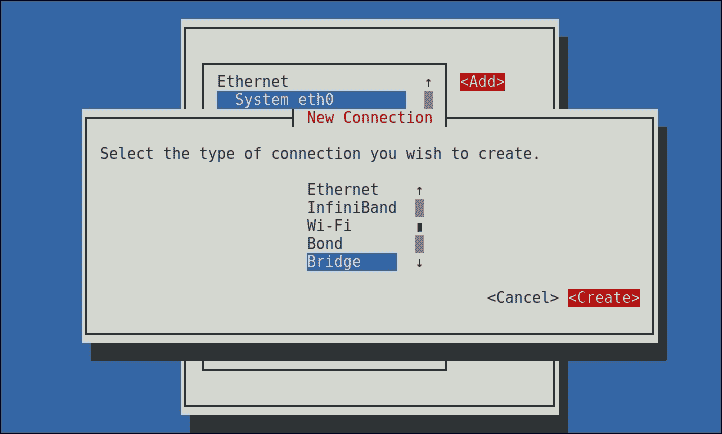 Ethernet ↑ <Add>
System eth0
New Connection
Select the type of connection you wish to create.
Ethernet ↑
InfiniBand
Wi-Fi
Bond
Bridge ↓
<Cancel> <Create>